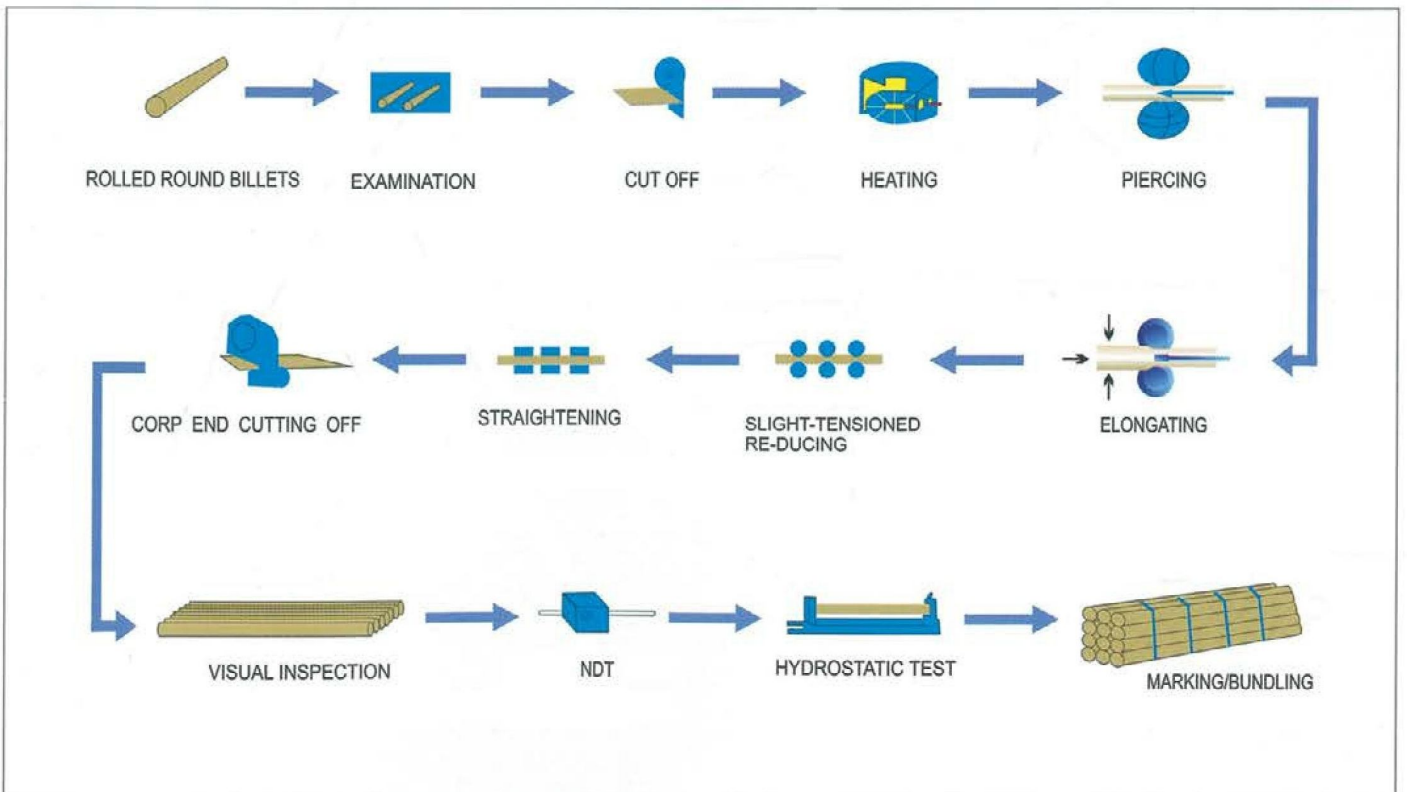 ROLLED ROUND BILLETS
EXAMINATION
CUT OFF
HEATING
PIERCING
CORP END CUTTING OFF
STRAIGHTENING
SLIGHT-TENSIONED
RE-DUCING
ELONGATING
VISUAL INSPECTION
NDT
HYDROSTATIC TEST
MARKING/BUNDLING